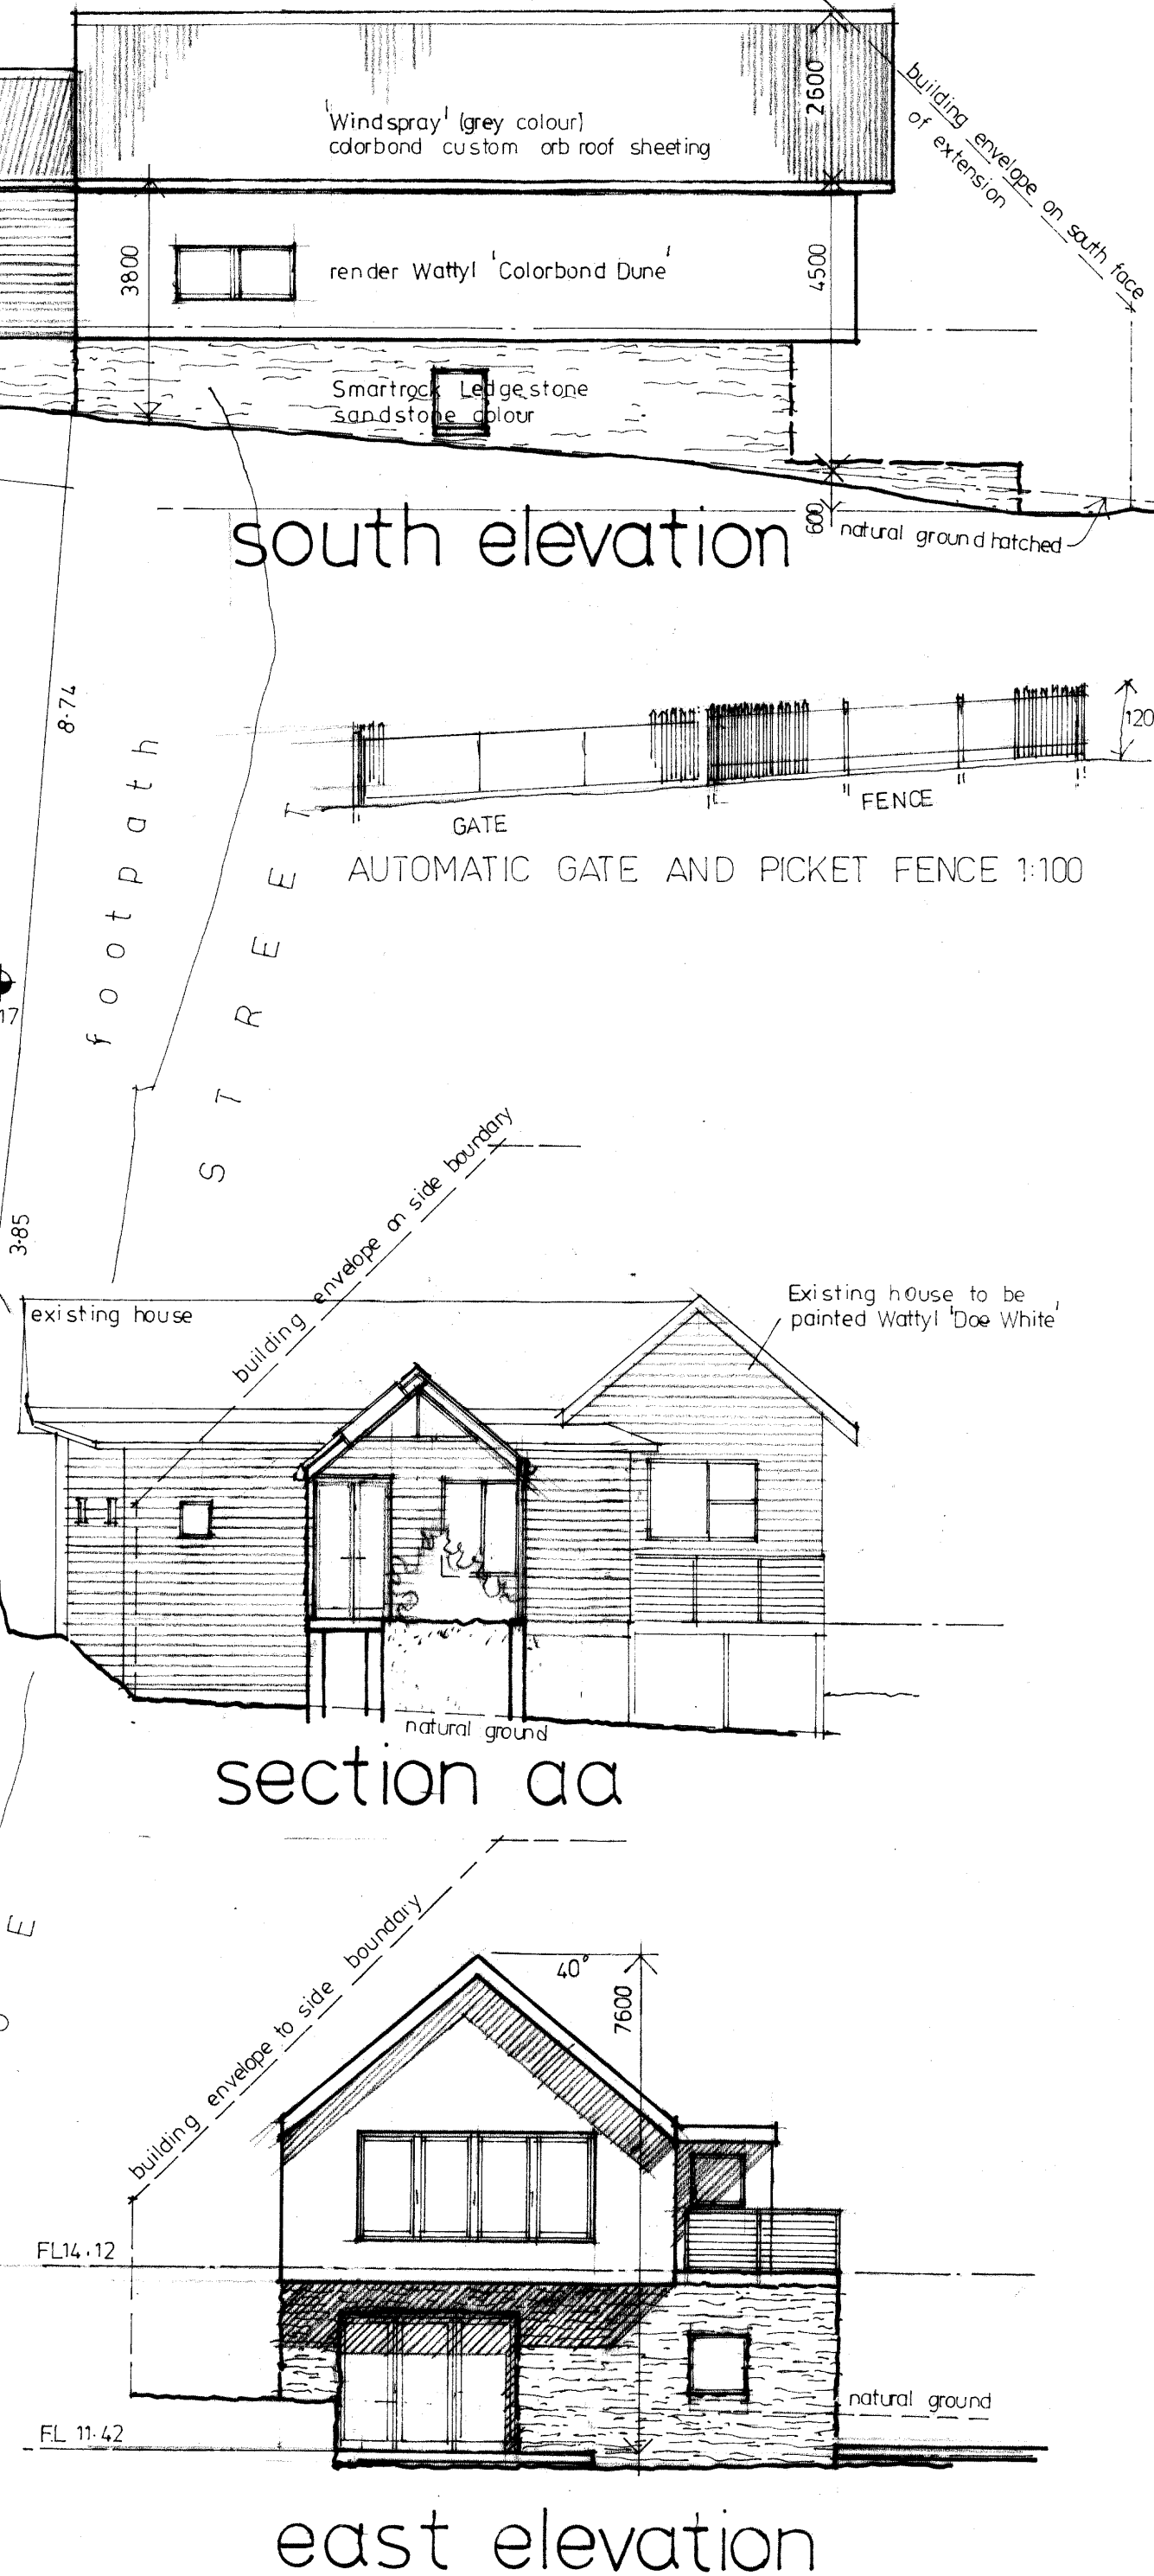 2600
building envelope on south face
of extension
'Windspray' (grey colour)
colorbond custom orb roof sheeting
3800
render Wattyl 'Colorbond Dune'
4500
Smartrock Ledgestone
sandstone colour
south elevation
600
natural ground hatched
8·74
footpath
STREET
120
GATE
FENCE
AUTOMATIC GATE AND PICKET FENCE 1:100
17
3·85
building envelope on side boundary
existing house
Existing house to be
painted Wattyl 'Doe White'
natural ground
section aa
E
building envelope to side boundary
40°
7600
FL14·12
natural ground
FL 11·42
east elevation